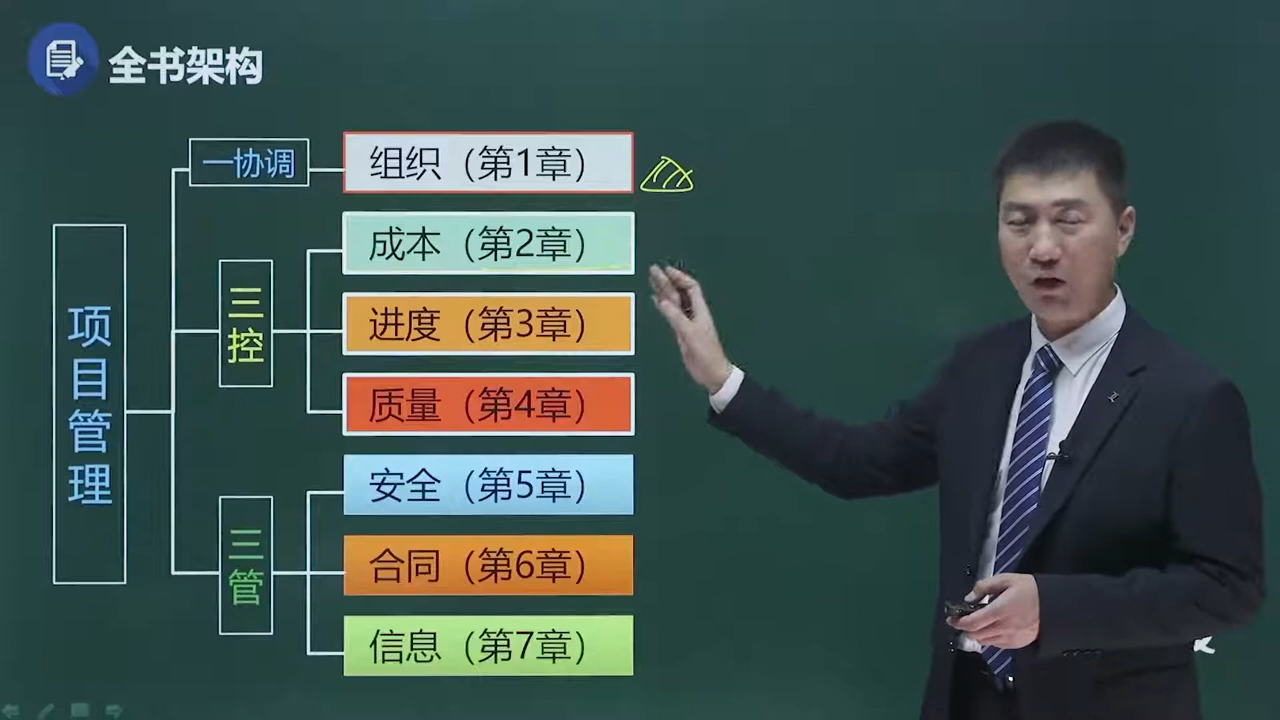 全书架构
项目管理
一协调
组织（第1章）
三控
成本（第2章）
进度（第3章）
质量（第4章）
三管
安全（第5章）
合同（第6章）
信息（第7章）